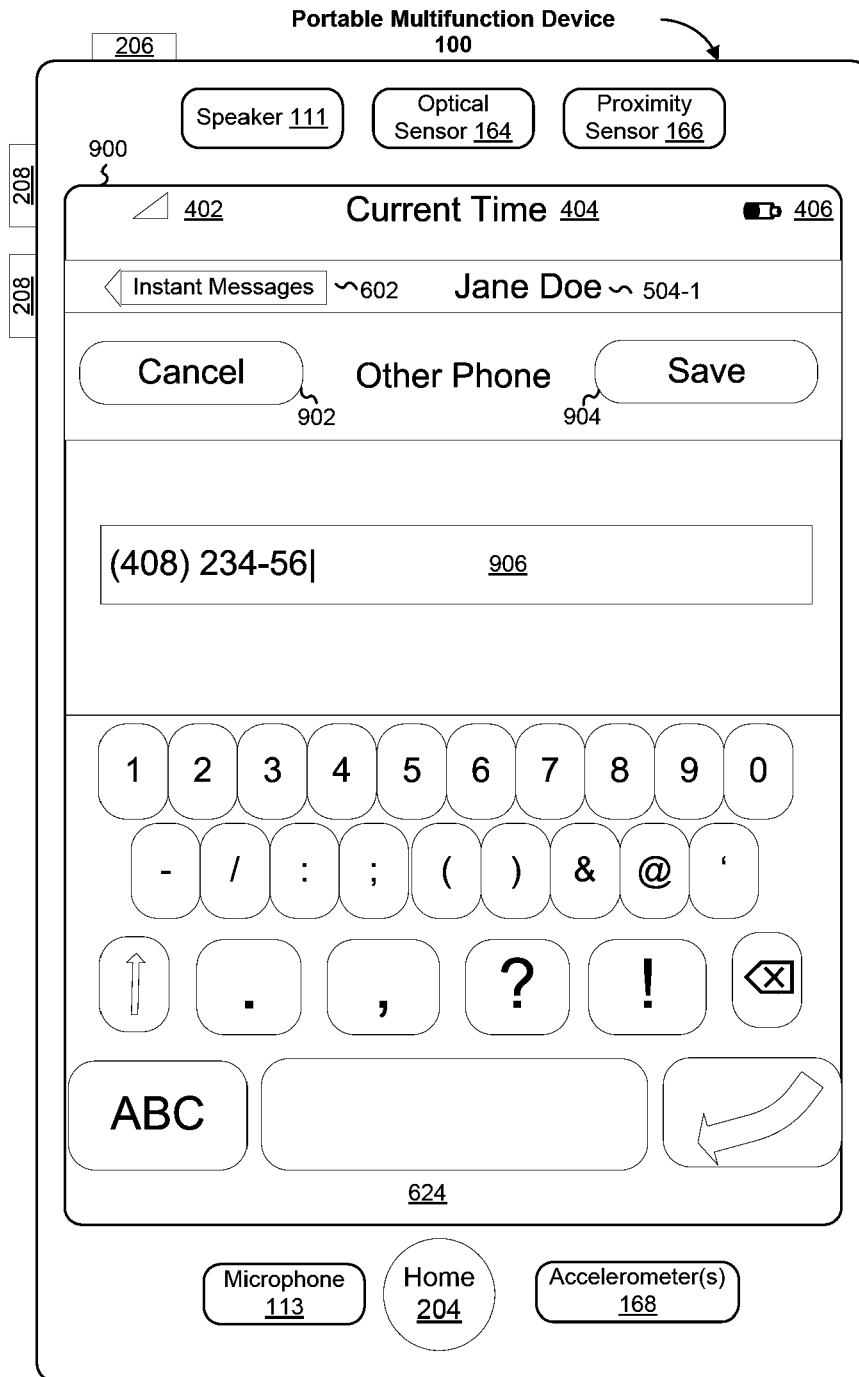 Portable Multifunction Device
100
206
Speaker 111
Optical
Sensor 164
Proximity
Sensor 166
208
900
402
Current Time 404
406
208
Instant Messages
602
Jane Doe
504-1
Cancel
Other Phone
Save
902
904
(408) 234-56|
906
1 2 3 4 5 6 7 8 9 0
- / : ; ( ) & @ ‘
. , ? !
ABC
624
Microphone
113
Home
204
Accelerometer(s)
168